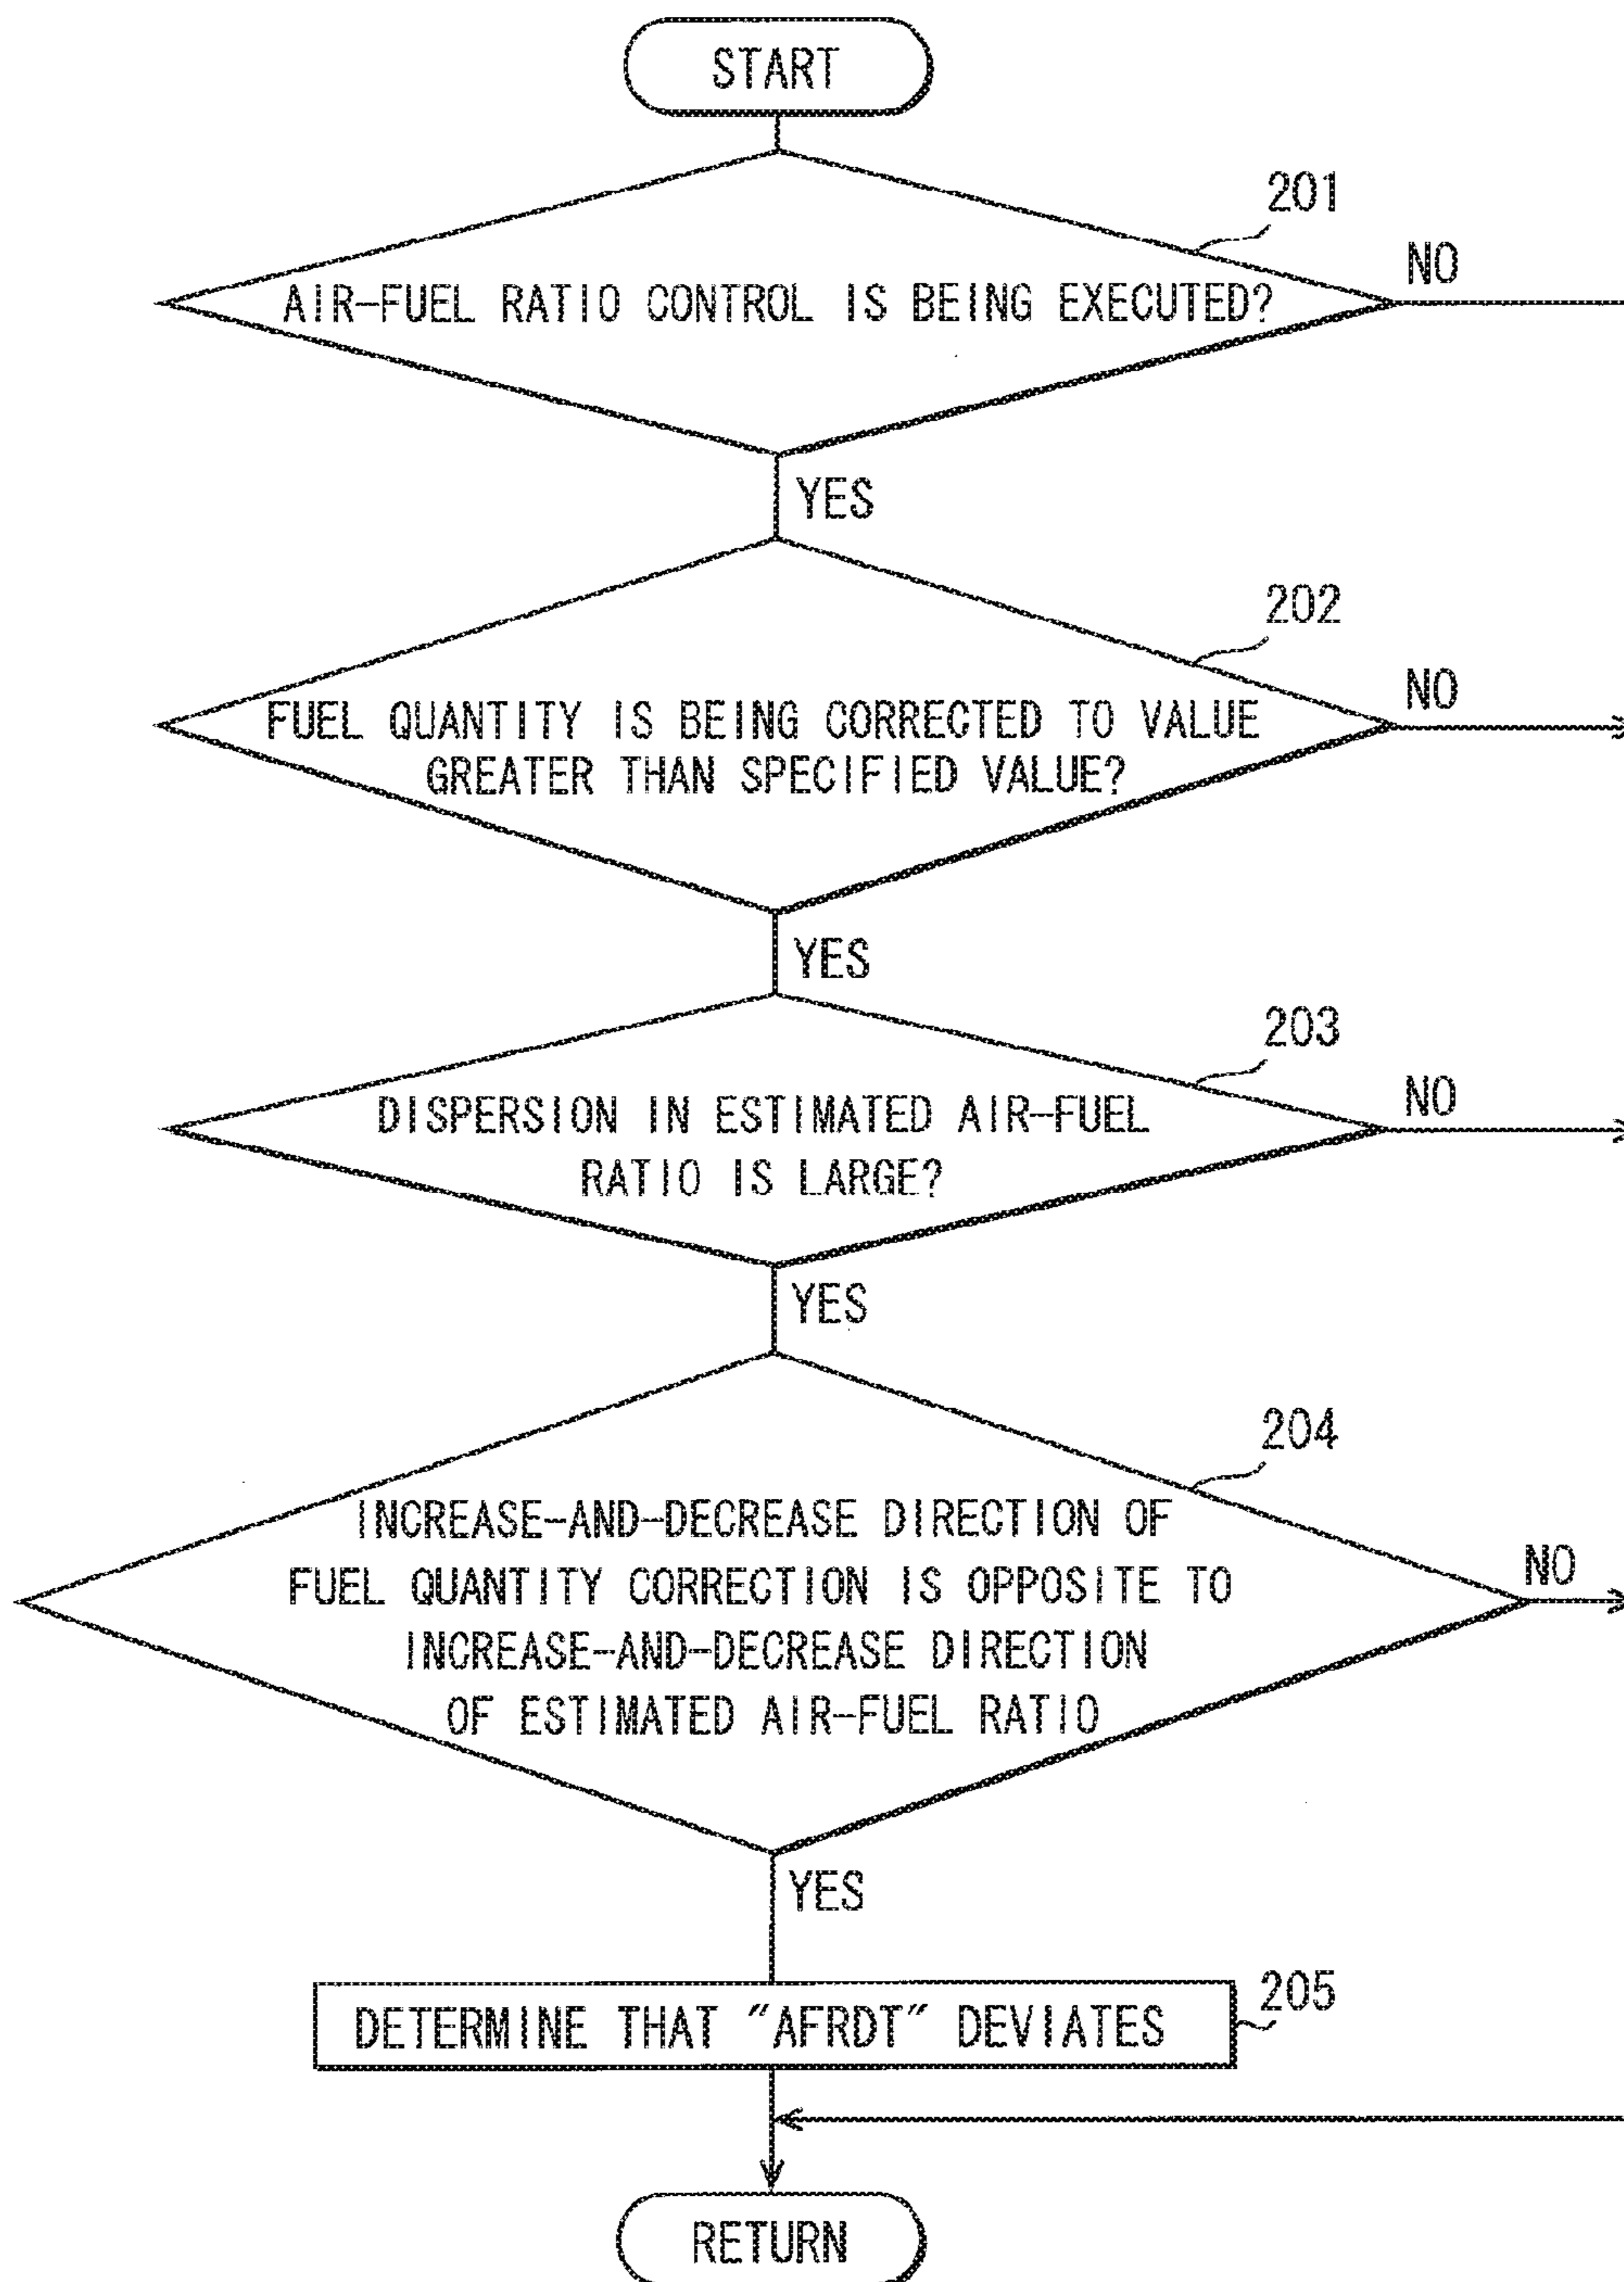 START
201
NO
AIR-FUEL RATIO CONTROL IS BEING EXECUTED?
YES
202
NO
FUEL QUANTITY IS BEING CORRECTED TO VALUE
GREATER THAN SPECIFIED VALUE?
YES
203
NO
DISPERSION IN ESTIMATED AIR-FUEL
RATIO IS LARGE?
YES
204
INCREASE-AND-DECREASE DIRECTION OF
NO
FUEL QUANTITY CORRECTION IS OPPOSITE TO
INCREASE-AND-DECREASE DIRECTION
OF ESTIMATED AIR-FUEL RATIO
YES
205
DETERMINE THAT "AFRDT" DEVIATES
RETURN